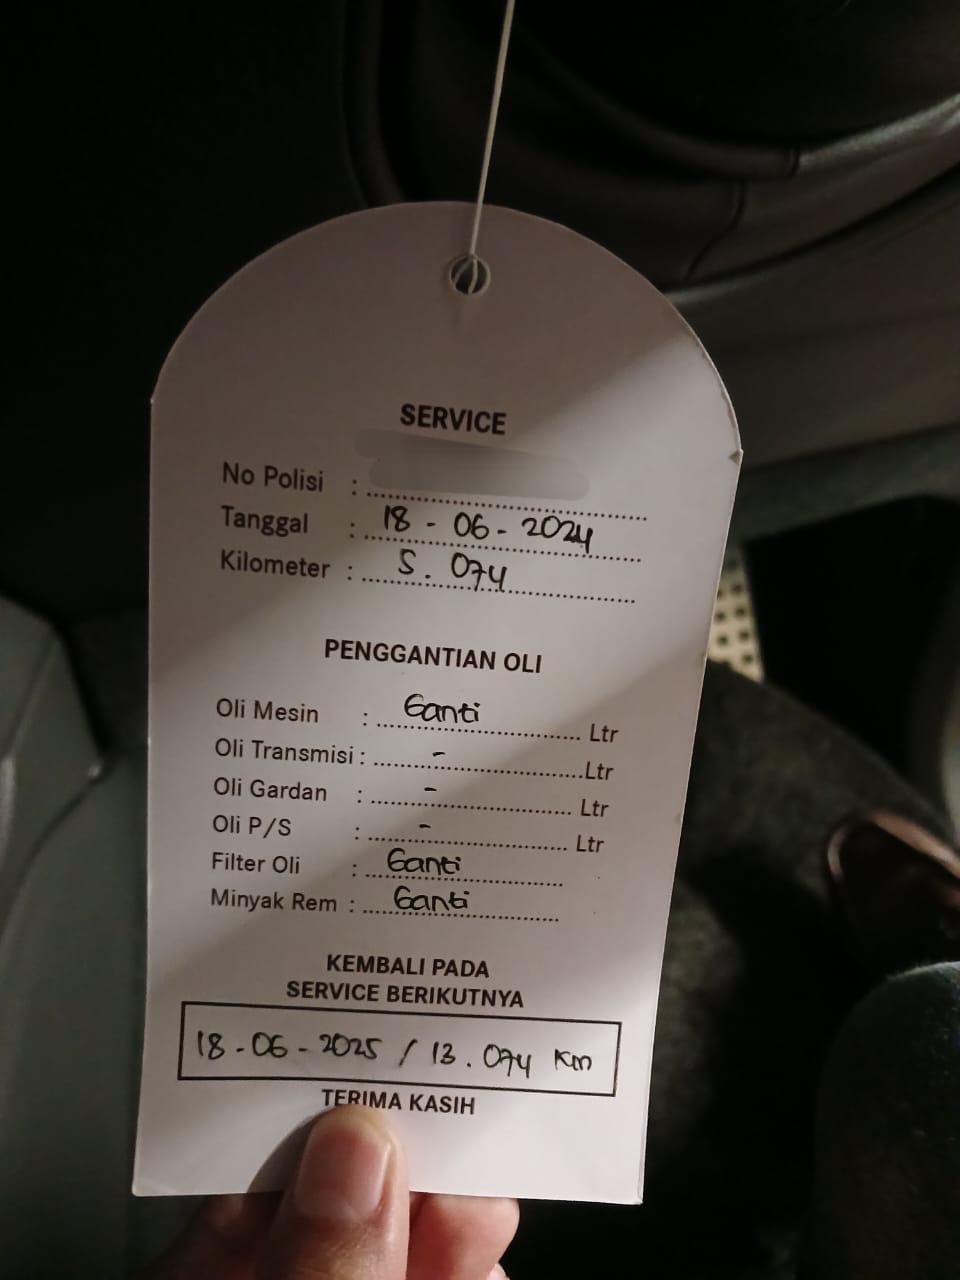 SERVICE
No Polisi :
Tanggal : 18 - 06 - 2024
Kilometer : 5.074
PENGGANTIAN OLI
Oli Mesin : Ganti Ltr
Oli Transmisi : - Ltr
Oli Gardan : - Ltr
Oli P/S : - Ltr
Filter Oli : Ganti
Minyak Rem : Ganti
KEMBALI PADA
SERVICE BERIKUTNYA
18 - 06 - 2025 / 13.074 Km
TERIMA KASIH